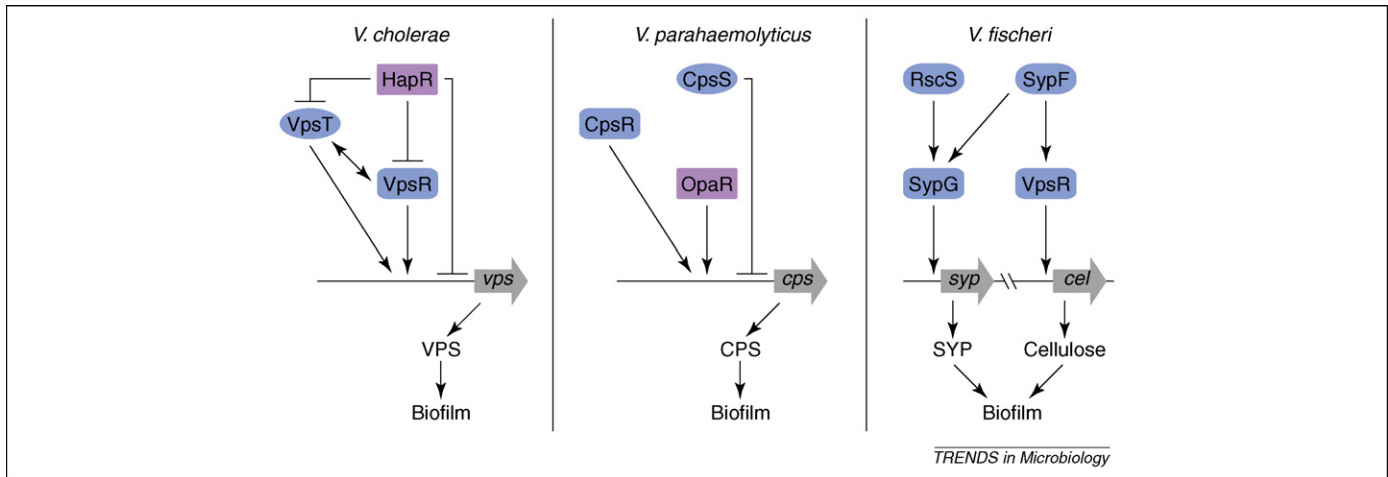 V. cholerae
HapR
VpsT
VpsR
vps
VPS
Biofilm
V. parahaemolyticus
CpsS
CpsR
OpaR
cps
CPS
Biofilm
V. fischeri
RscS
SypF
SypG
VpsR
syp
cel
SYP
Cellulose
Biofilm
TRENDS in Microbiology